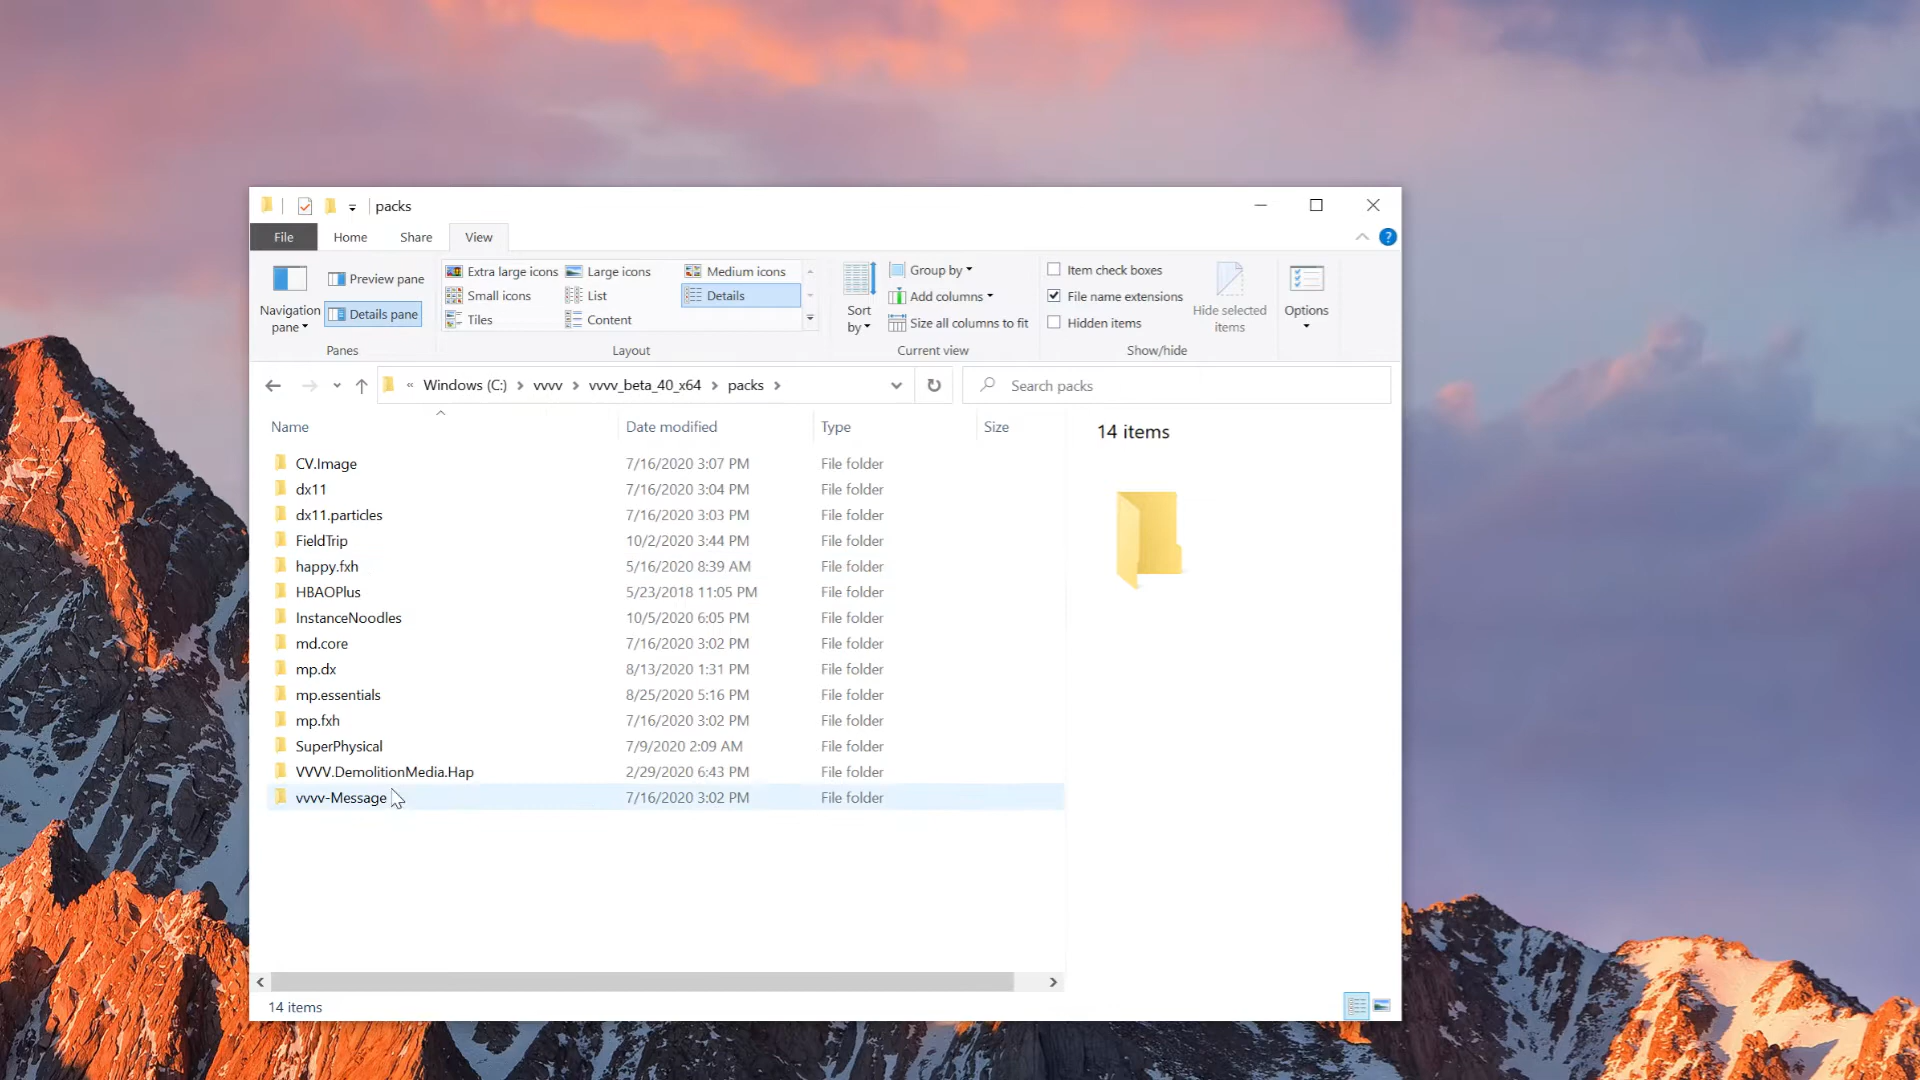 packs
File Home Share View
Navigation pane
Preview pane
Details pane
Panes
Extra large icons Large icons Medium icons
Small icons List Details
Tiles Content
Layout
Sort by
Group by
Add columns
Size all columns to fit
Current view
Item check boxes
File name extensions
Hidden items
Hide selected items
Show/hide
Options
?
« Windows (C:) > vvvv > vvvv_beta_40_x64 > packs >
Search packs
Name Date modified Type Size
CV.Image 7/16/2020 3:07 PM File folder
dx11 7/16/2020 3:04 PM File folder
dx11.particles 7/16/2020 3:03 PM File folder
FieldTrip 10/2/2020 3:44 PM File folder
happy.fxh 5/16/2020 8:39 AM File folder
HBAOPlus 5/23/2018 11:05 PM File folder
InstanceNoodles 10/5/2020 6:05 PM File folder
md.core 7/16/2020 3:02 PM File folder
mp.dx 8/13/2020 1:31 PM File folder
mp.essentials 8/25/2020 5:16 PM File folder
mp.fxh 7/16/2020 3:02 PM File folder
SuperPhysical 7/9/2020 2:09 AM File folder
VVVV.DemolitionMedia.Hap 2/29/2020 6:43 PM File folder
vvvv-Message 7/16/2020 3:02 PM File folder
14 items
14 items